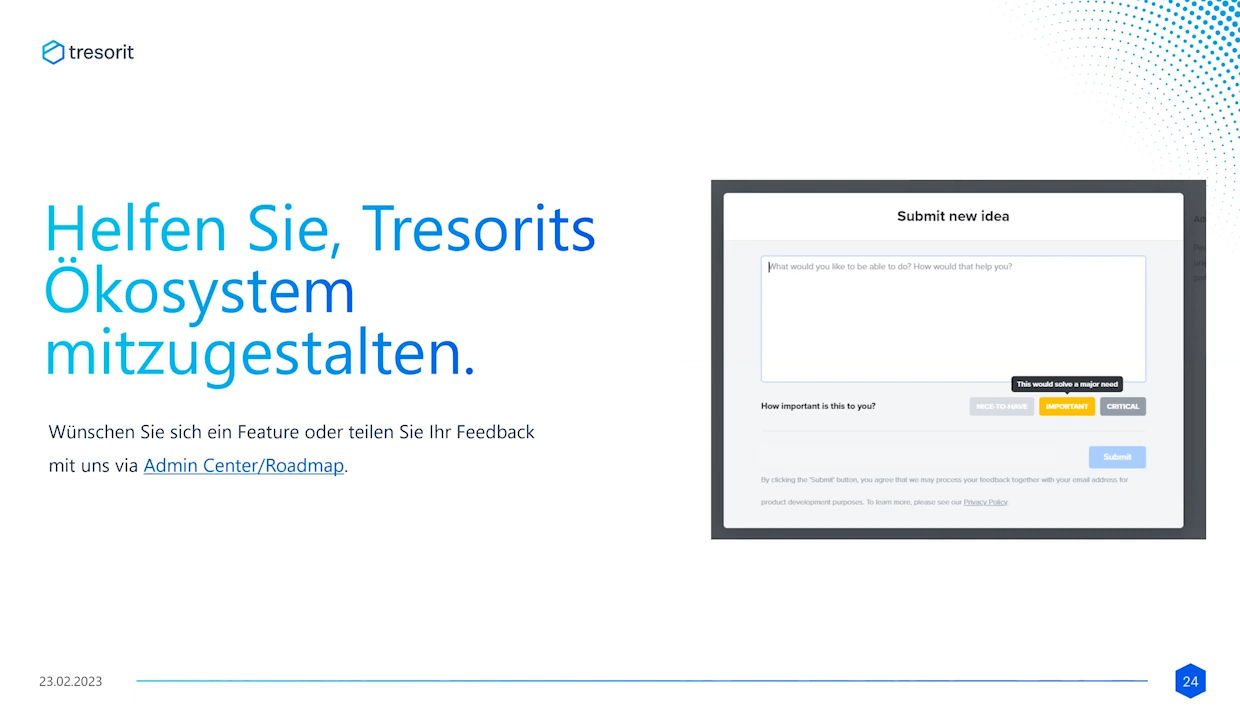 tresorit
Helfen Sie, Tresorits
Ökosystem
mitzugestalten.
Wünschen Sie sich ein Feature oder teilen Sie Ihr Feedback
mit uns via Admin Center/Roadmap.
Submit new idea
What would you like to be able to do? How would that help you?
This would solve a major need
How important is this to you?
NICE-TO-HAVE
IMPORTANT
CRITICAL
Submit
By clicking the 'Submit' button, you agree that we may process your feedback together with your email address for
product development purposes. To learn more, please see our Privacy Policy.
23.02.2023
24